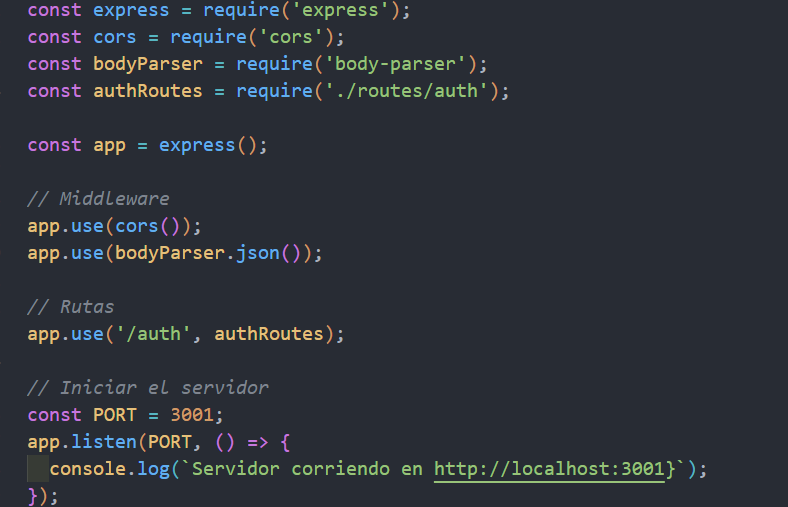 const express = require('express');
const cors = require('cors');
const bodyParser = require('body-parser');
const authRoutes = require('./routes/auth');
const app = express();
// Middleware
app.use(cors());
app.use(bodyParser.json());
// Rutas
app.use('/auth', authRoutes);
// Iniciar el servidor
const PORT = 3001;
app.listen(PORT, () => {
  console.log(`Servidor corriendo en http://localhost:3001}`);
});